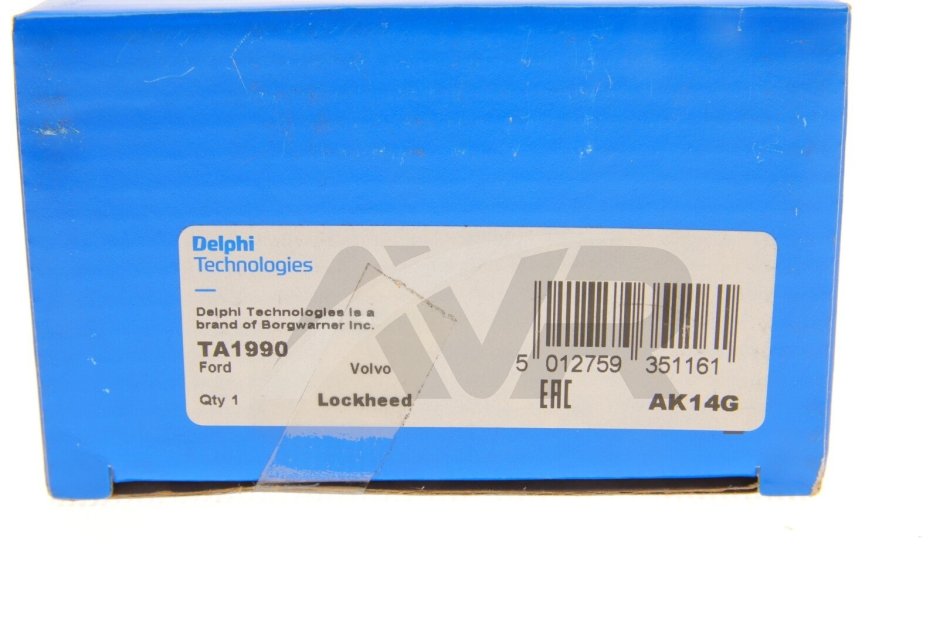 Delphi
Technologies
Delphi Technologies is a
brand of Borgwarner Inc.
TA1990
Ford Volvo
Qty 1 Lockheed
5 012759 351161
EAC AK14G
AVR